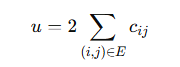 u = 2 ∑_{(i,j)∈E} c_{ij}